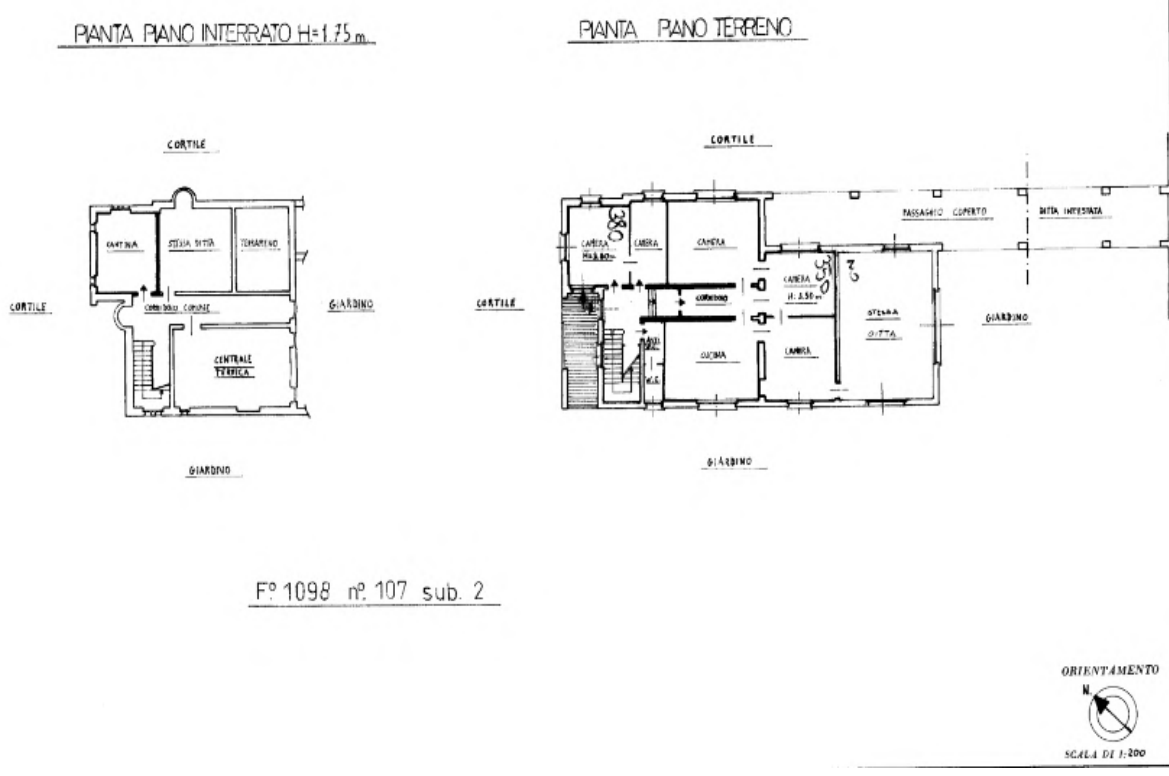 PIANTA PIANO INTERRATO H=1.75 m.
PIANTA PIANO TERRENO
CORTILE
CANTINA
STESSA DITTA
TERRAPIENO
CORTILE
CORRIDOIO COMUNE
GIARDINO
CENTRALE
TERMICA
GIARDINO
CORTILE
PASSAGGIO COPERTO
DITTA INTESTATA
CAMERA
380
CAMERA
CAMERA
CAMERA
350
H: 3.50 m
CORTILE
CORRIDOIO
STESSA
DITTA
GIARDINO
CUCINA
CAMERA
W.C
GIARDINO
F° 1098 n° 107 sub. 2
ORIENTAMENTO
N.
SCALA DI 1:200